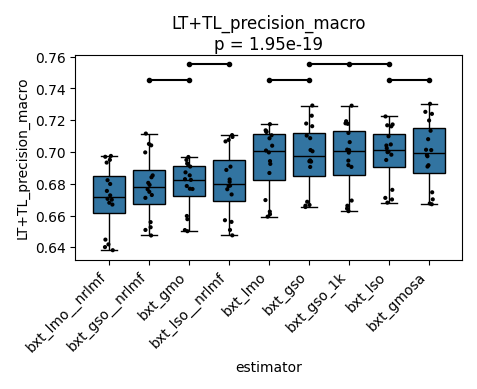 LT+TL_precision_macro
p = 1.95e-19
LT+TL_precision_macro
0.76
0.74
0.72
0.70
0.68
0.66
0.64
bxt_lmo__nrlmf
bxt_gso__nrlmf
bxt_gmo
bxt_lso__nrlmf
bxt_lmo
bxt_gso
bxt_gso_1k
bxt_lso
bxt_gmosa
estimator